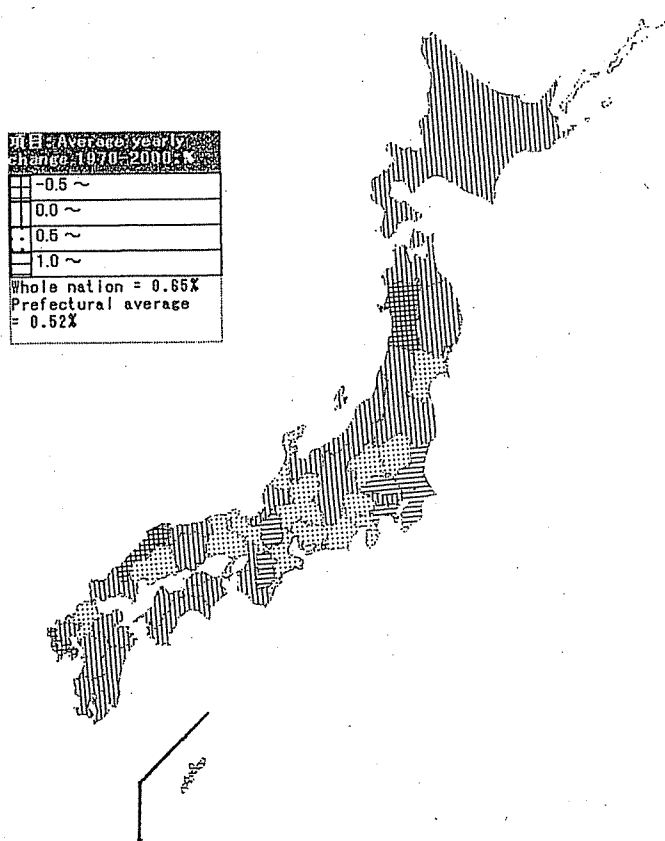 項目:Average yearly
change 1970-2000:%
-0.5 ～
0.0 ～
0.5 ～
1.0 ～
Whole nation = 0.65%
Prefectural average
= 0.52%